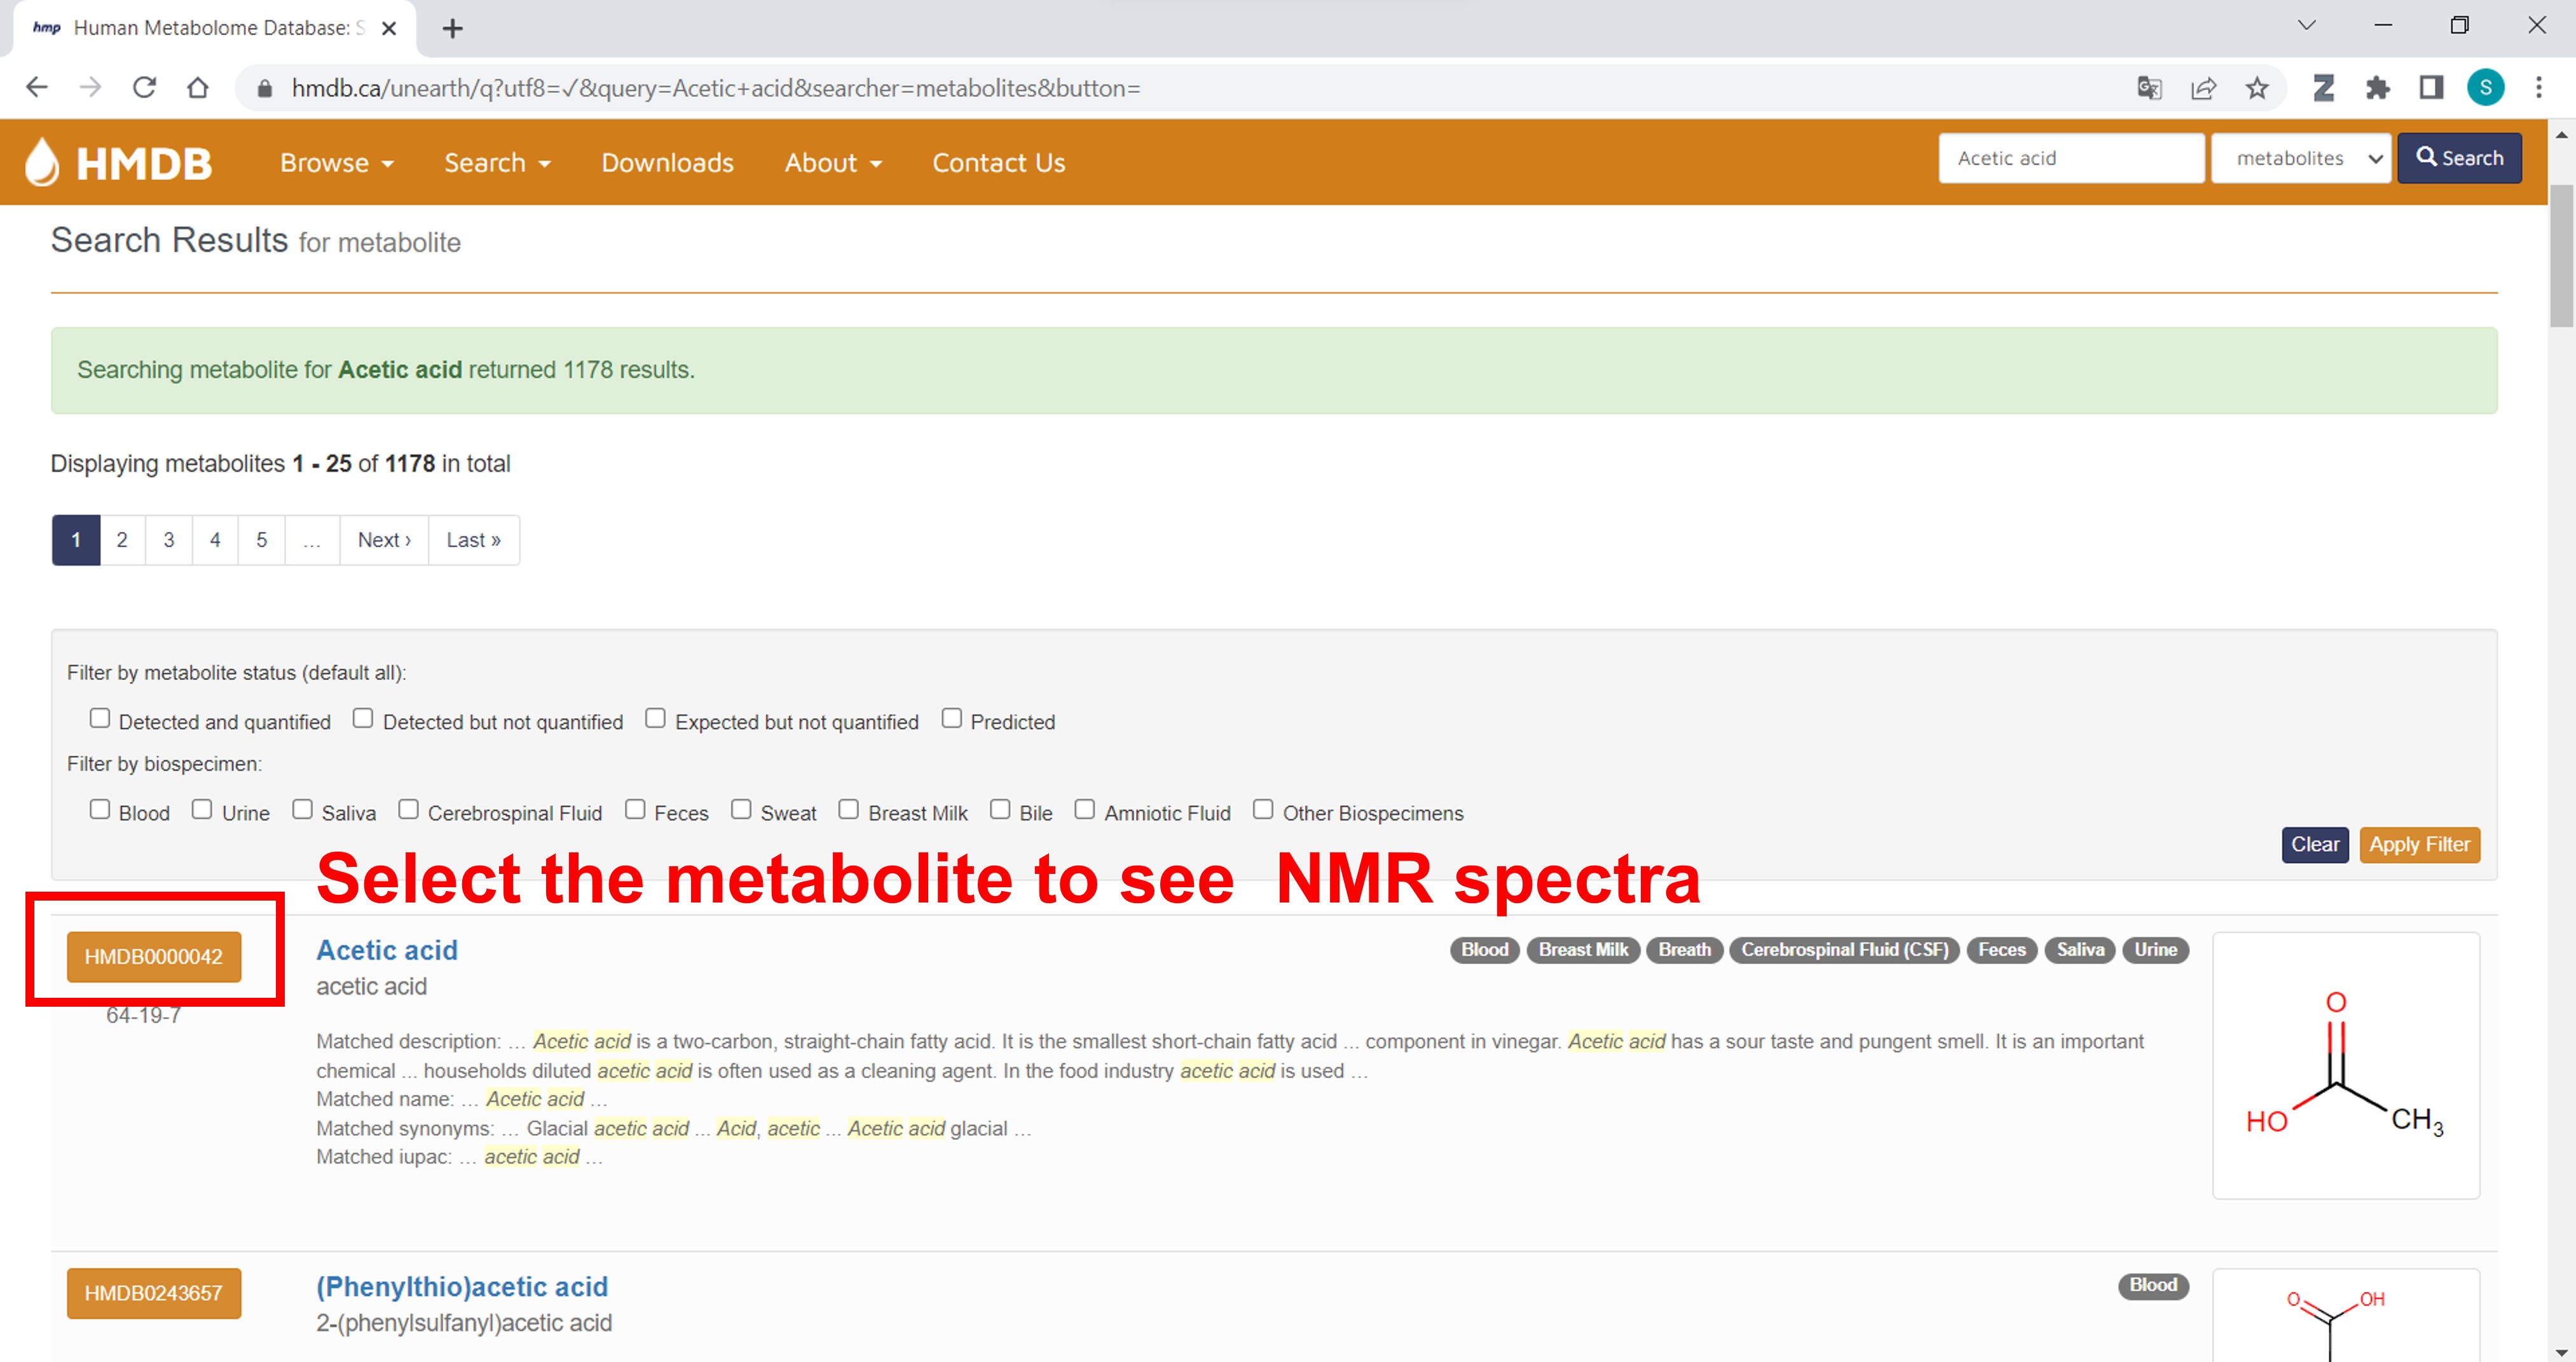 hmp Human Metabolome Database: S
hmdb.ca/unearth/q?utf8=✓&query=Acetic+acid&searcher=metabolites&button=
S
HMDB Browse Search Downloads About Contact Us Acetic acid metabolites Search
Search Results for metabolite
Searching metabolite for Acetic acid returned 1178 results.
Displaying metabolites 1 - 25 of 1178 in total
1 2 3 4 5 … Next › Last »
Filter by metabolite status (default all):
Detected and quantified Detected but not quantified Expected but not quantified Predicted
Filter by biospecimen:
Blood Urine Saliva Cerebrospinal Fluid Feces Sweat Breast Milk Bile Amniotic Fluid Other Biospecimens
Clear Apply Filter
Select the metabolite to see NMR spectra
HMDB0000042 Acetic acid Blood Breast Milk Breath Cerebrospinal Fluid (CSF) Feces Saliva Urine
acetic acid
64-19-7
Matched description: … Acetic acid is a two-carbon, straight-chain fatty acid. It is the smallest short-chain fatty acid … component in vinegar. Acetic acid has a sour taste and pungent smell. It is an important
chemical … households diluted acetic acid is often used as a cleaning agent. In the food industry acetic acid is used …
Matched name: … Acetic acid …
Matched synonyms: … Glacial acetic acid … Acid, acetic … Acetic acid glacial …
Matched iupac: … acetic acid …
O
HO CH3
HMDB0243657 (Phenylthio)acetic acid Blood
2-(phenylsulfanyl)acetic acid
O OH